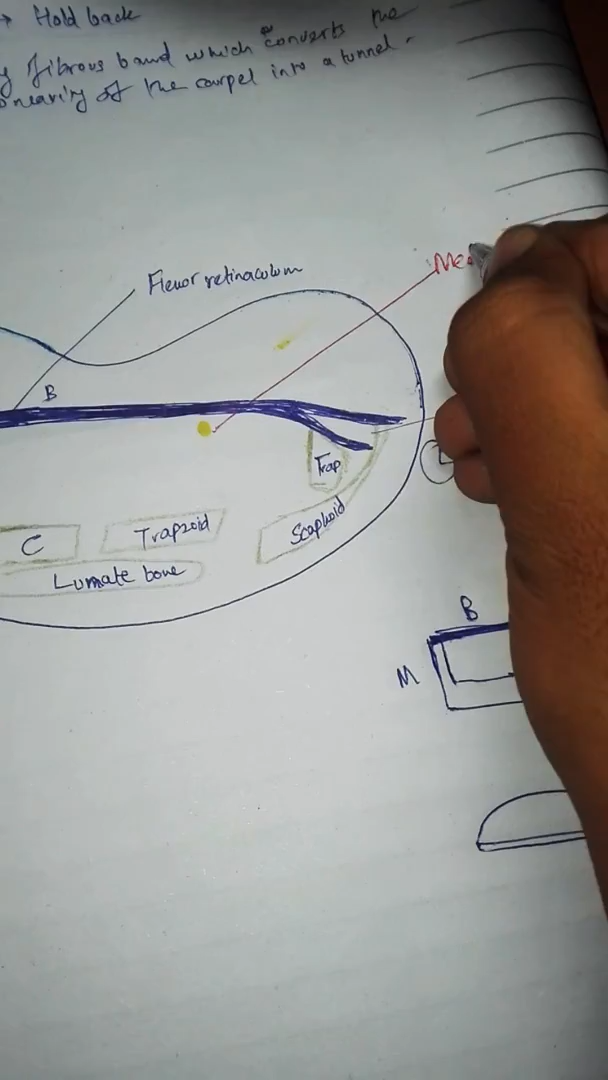 → Hold back
y fibrous band which converts the
of the carpel into a tunnel.
Me
Flexor retinaculum
B
Trap
Scaphoid
Trapzoid
C
Lunate bone
B
M